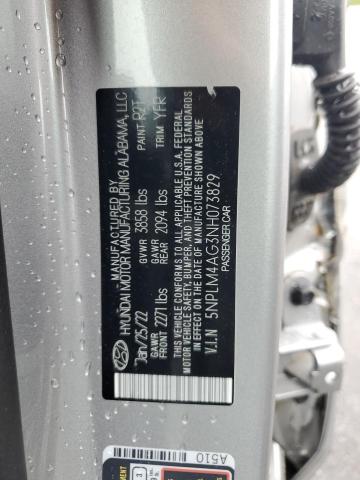 MANUFACTURED BY
HYUNDAI MOTOR MANUFACTURING ALABAMA, LLC
Jan/25/22 GVWR 3858 lbs PAINT R2T
GAWR FRONT 2271 lbs GAWR REAR 2094 lbs TRIM YFR
THIS VEHICLE CONFORMS TO ALL APPLICABLE U.S.A. FEDERAL
MOTOR VEHICLE SAFETY, BUMPER, AND THEFT PREVENTION STANDARDS
IN EFFECT ON THE DATE OF MANUFACTURE SHOWN ABOVE.
V.I.N 5NPLM4AG3NH073829
PASSENGER CAR
A510
3